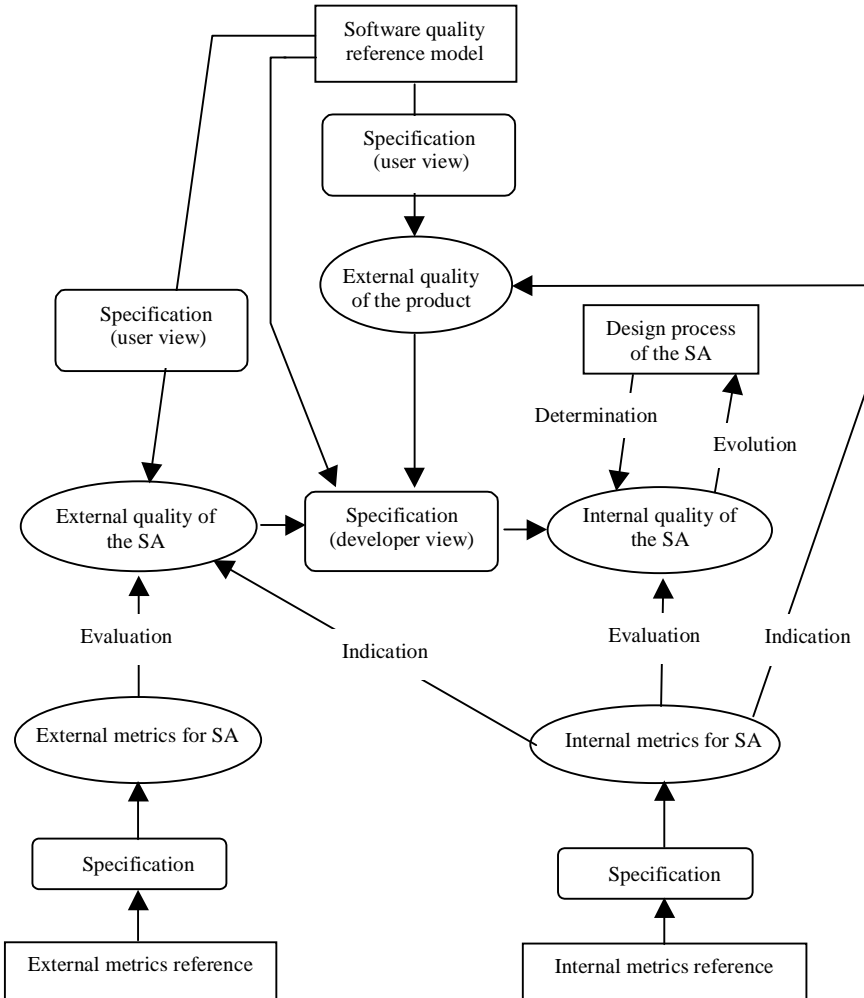 Software quality
reference model
Specification
(user view)
External quality
of the product
Specification
(user view)
Design process
of the SA
Determination
Evolution
External quality of
the SA
Specification
(developer view)
Internal quality of
the SA
Evaluation
Indication
Evaluation
Indication
External metrics for SA
Internal metrics for SA
Specification
Specification
External metrics reference
Internal metrics reference